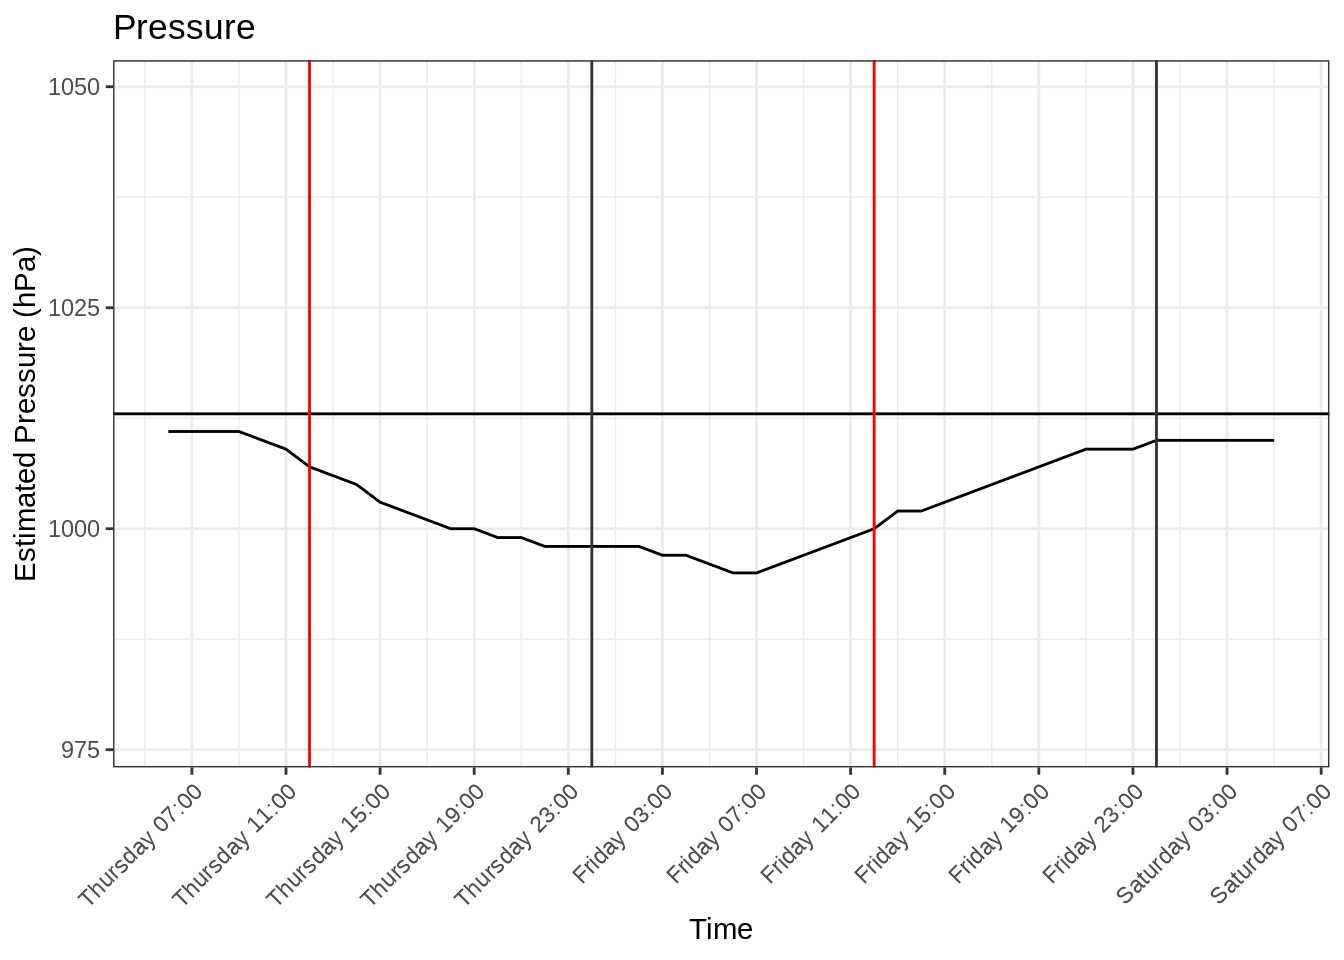 Pressure
Estimated Pressure (hPa)
1050
1025
1000
975
Thursday 07:00
Thursday 11:00
Thursday 15:00
Thursday 19:00
Thursday 23:00
Friday 03:00
Friday 07:00
Friday 11:00
Friday 15:00
Friday 19:00
Friday 23:00
Saturday 03:00
Saturday 07:00
Time